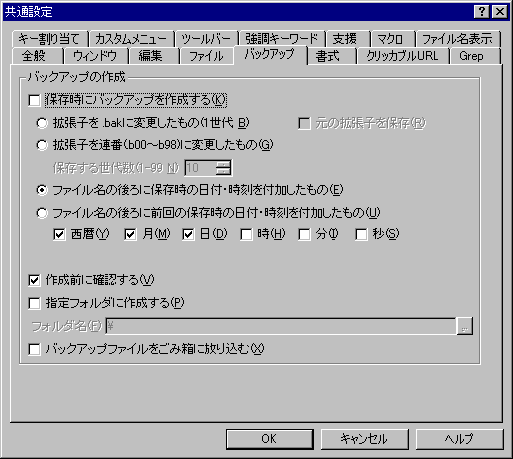 共通設定
キー割り当て カスタムメニュー ツールバー 強調キーワード 支援 マクロ ファイル名表示
全般 ウィンドウ 編集 ファイル バックアップ 書式 クリッカブルURL Grep
バックアップの作成
保存時にバックアップを作成する(K)
拡張子を .bakに変更したもの(1世代 B) 元の拡張子を保存(R)
拡張子を連番(b00～b98)に変更したもの(G)
保存する世代数(1-99 N) 10
ファイル名の後ろに保存時の日付・時刻を付加したもの(E)
ファイル名の後ろに前回の保存時の日付・時刻を付加したもの(U)
西暦(Y) 月(M) 日(D) 時(H) 分(I) 秒(S)
作成前に確認する(V)
指定フォルダに作成する(P)
フォルダ名(F) ¥ ...
バックアップファイルをごみ箱に放り込む(X)
OK キャンセル ヘルプ